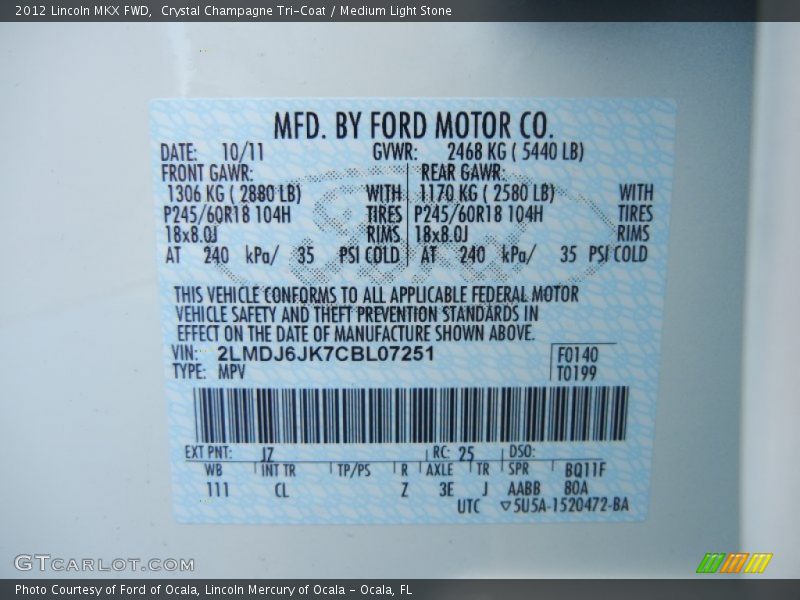 2012 Lincoln MKX FWD,  Crystal Champagne Tri-Coat / Medium Light Stone
MFD. BY FORD MOTOR CO.
DATE: 10/11 GVWR: 2468 KG ( 5440 LB)
FRONT GAWR: REAR GAWR:
1306 KG ( 2880 LB) WITH 1170 KG ( 2580 LB) WITH
P245/60R18 104H TIRES P245/60R18 104H TIRES
18x8.0J RIMS 18x8.0J RIMS
AT 240 kPa/ 35 PSI COLD AT 240 kPa/ 35 PSI COLD
THIS VEHICLE CONFORMS TO ALL APPLICABLE FEDERAL MOTOR
VEHICLE SAFETY AND THEFT PREVENTION STANDARDS IN
EFFECT ON THE DATE OF MANUFACTURE SHOWN ABOVE.
VIN: 2LMDJ6JK7CBL07251 F0140
TYPE: MPV T0199
EXT PNT: JZ RC: 25 DSO:
WB INT TR TP/PS R AXLE TR SPR BQ11F
111 CL Z 3E J AABB 80A
UTC ▽5U5A-1520472-BA
GTCARLOT.COM
Photo Courtesy of Ford of Ocala, Lincoln Mercury of Ocala - Ocala, FL